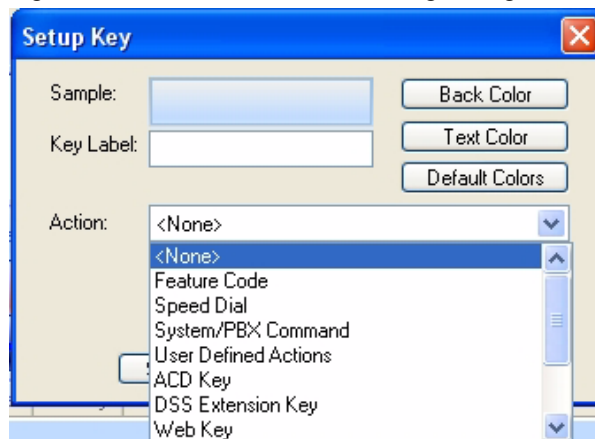 Setup Key
Sample:
Back Color
Key Label:
Text Color
Default Colors
Action:
<None>
<None>
Feature Code
Speed Dial
System/PBX Command
User Defined Actions
ACD Key
DSS Extension Key
Web Key